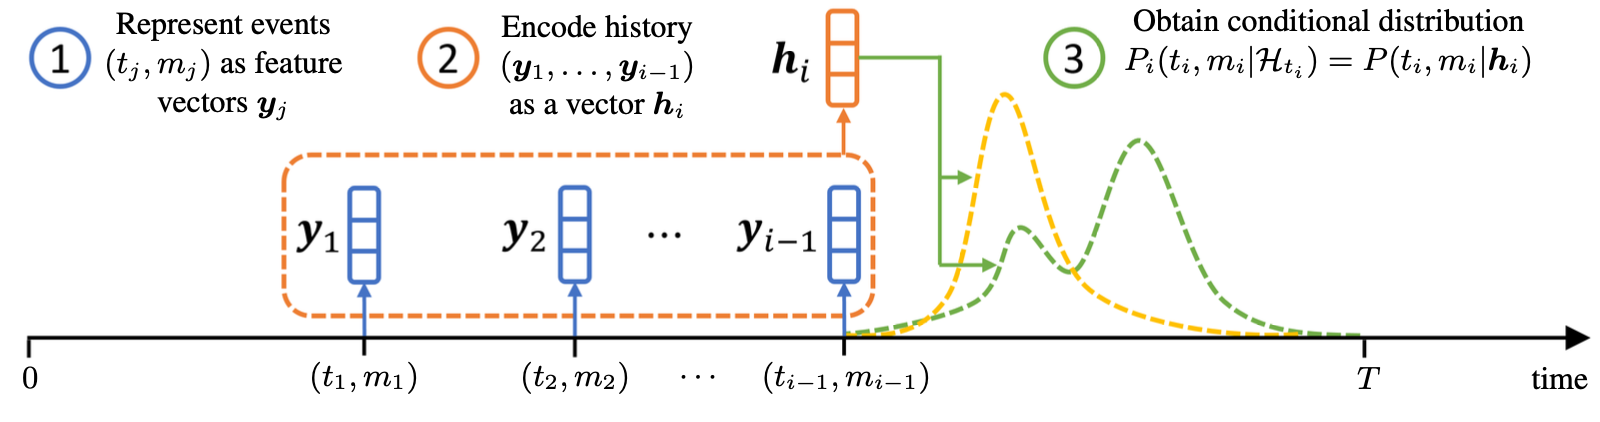 1
Represent events
(t_j, m_j) as feature
vectors y_j
2
Encode history
(y_1, . . . , y_{i−1})
as a vector h_i
h_i
3
Obtain conditional distribution
P_i(t_i, m_i|ℋ_{t_i}) = P(t_i, m_i|h_i)
y_1 y_2 ... y_{i−1}
0 (t_1, m_1) (t_2, m_2) ··· (t_{i−1}, m_{i−1}) T time